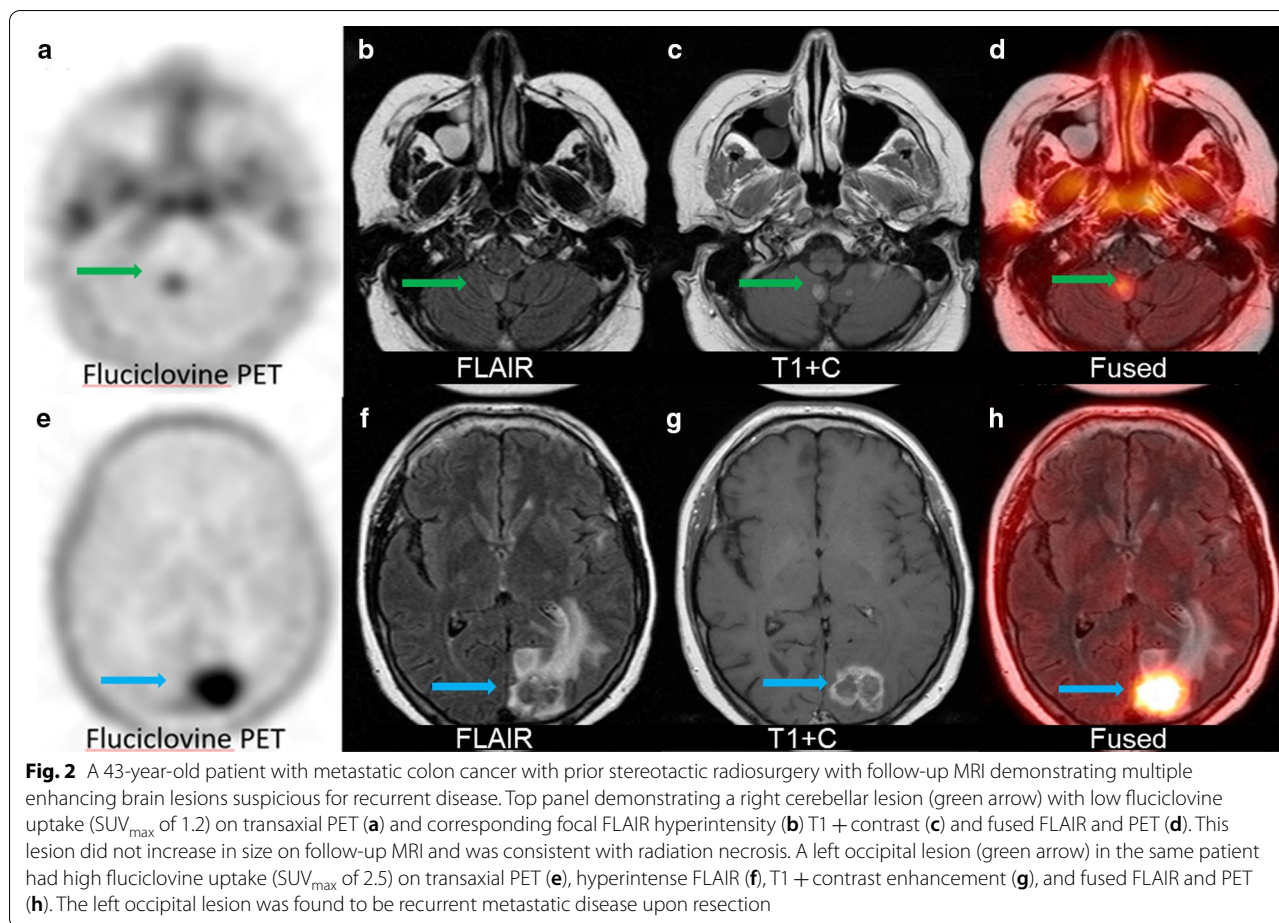 a
b
c
d
Fluciclovine PET
FLAIR
T1+C
Fused
e
f
g
h
Fluciclovine PET
FLAIR
T1+C
Fused
Fig. 2 A 43-year-old patient with metastatic colon cancer with prior stereotactic radiosurgery with follow-up MRI demonstrating multiple
enhancing brain lesions suspicious for recurrent disease. Top panel demonstrating a right cerebellar lesion (green arrow) with low fluciclovine
uptake (SUVmax of 1.2) on transaxial PET (a) and corresponding focal FLAIR hyperintensity (b) T1 + contrast (c) and fused FLAIR and PET (d). This
lesion did not increase in size on follow-up MRI and was consistent with radiation necrosis. A left occipital lesion (green arrow) in the same patient
had high fluciclovine uptake (SUVmax of 2.5) on transaxial PET (e), hyperintense FLAIR (f), T1 + contrast enhancement (g), and fused FLAIR and PET
(h). The left occipital lesion was found to be recurrent metastatic disease upon resection